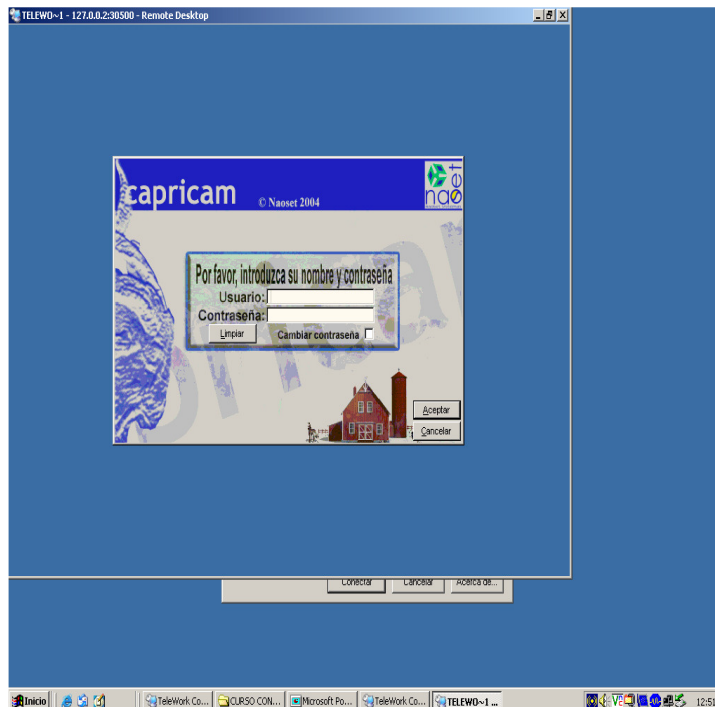 TELEWO~1 - 127.0.0.2:30500 - Remote Desktop
capricam
© Naoset 2004
naset
Por favor, introduzca su nombre y contraseña
Usuario:
Contraseña:
Limpiar
Cambiar contraseña
Aceptar
Cancelar
Conectar Cancelar Acerca de...
Inicio TeleWork Co... CURSO CON... Microsoft Po... TeleWork Co... TELEWO~1 ... 12:51